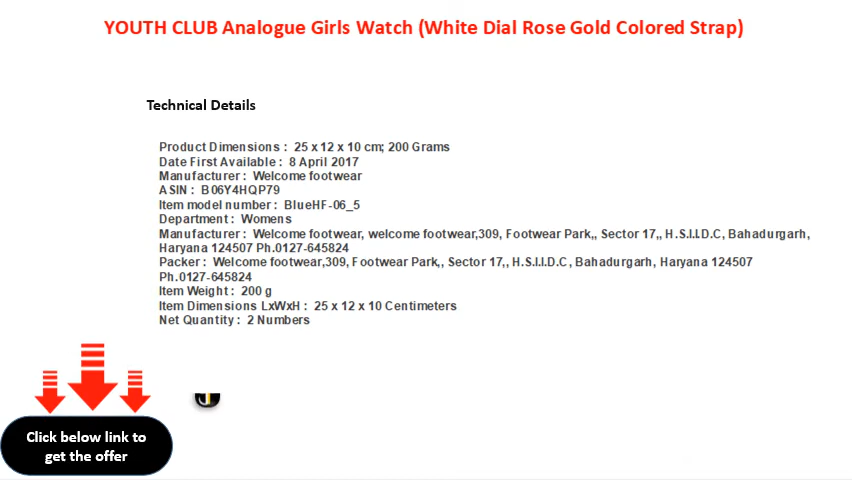 YOUTH CLUB Analogue Girls Watch (White Dial Rose Gold Colored Strap)
Technical Details
Product Dimensions : 25 x 12 x 10 cm; 200 Grams
Date First Available : 8 April 2017
Manufacturer : Welcome footwear
ASIN : B06Y4HQP79
Item model number : BlueHF-06_5
Department : Womens
Manufacturer : Welcome footwear, welcome footwear,309, Footwear Park,, Sector 17,, H.S.I.I.D.C, Bahadurgarh,
Haryana 124507 Ph.0127-645824
Packer : Welcome footwear,309, Footwear Park,, Sector 17,, H.S.I.I.D.C, Bahadurgarh, Haryana 124507
Ph.0127-645824
Item Weight : 200 g
Item Dimensions LxWxH : 25 x 12 x 10 Centimeters
Net Quantity : 2 Numbers
Click below link to
get the offer